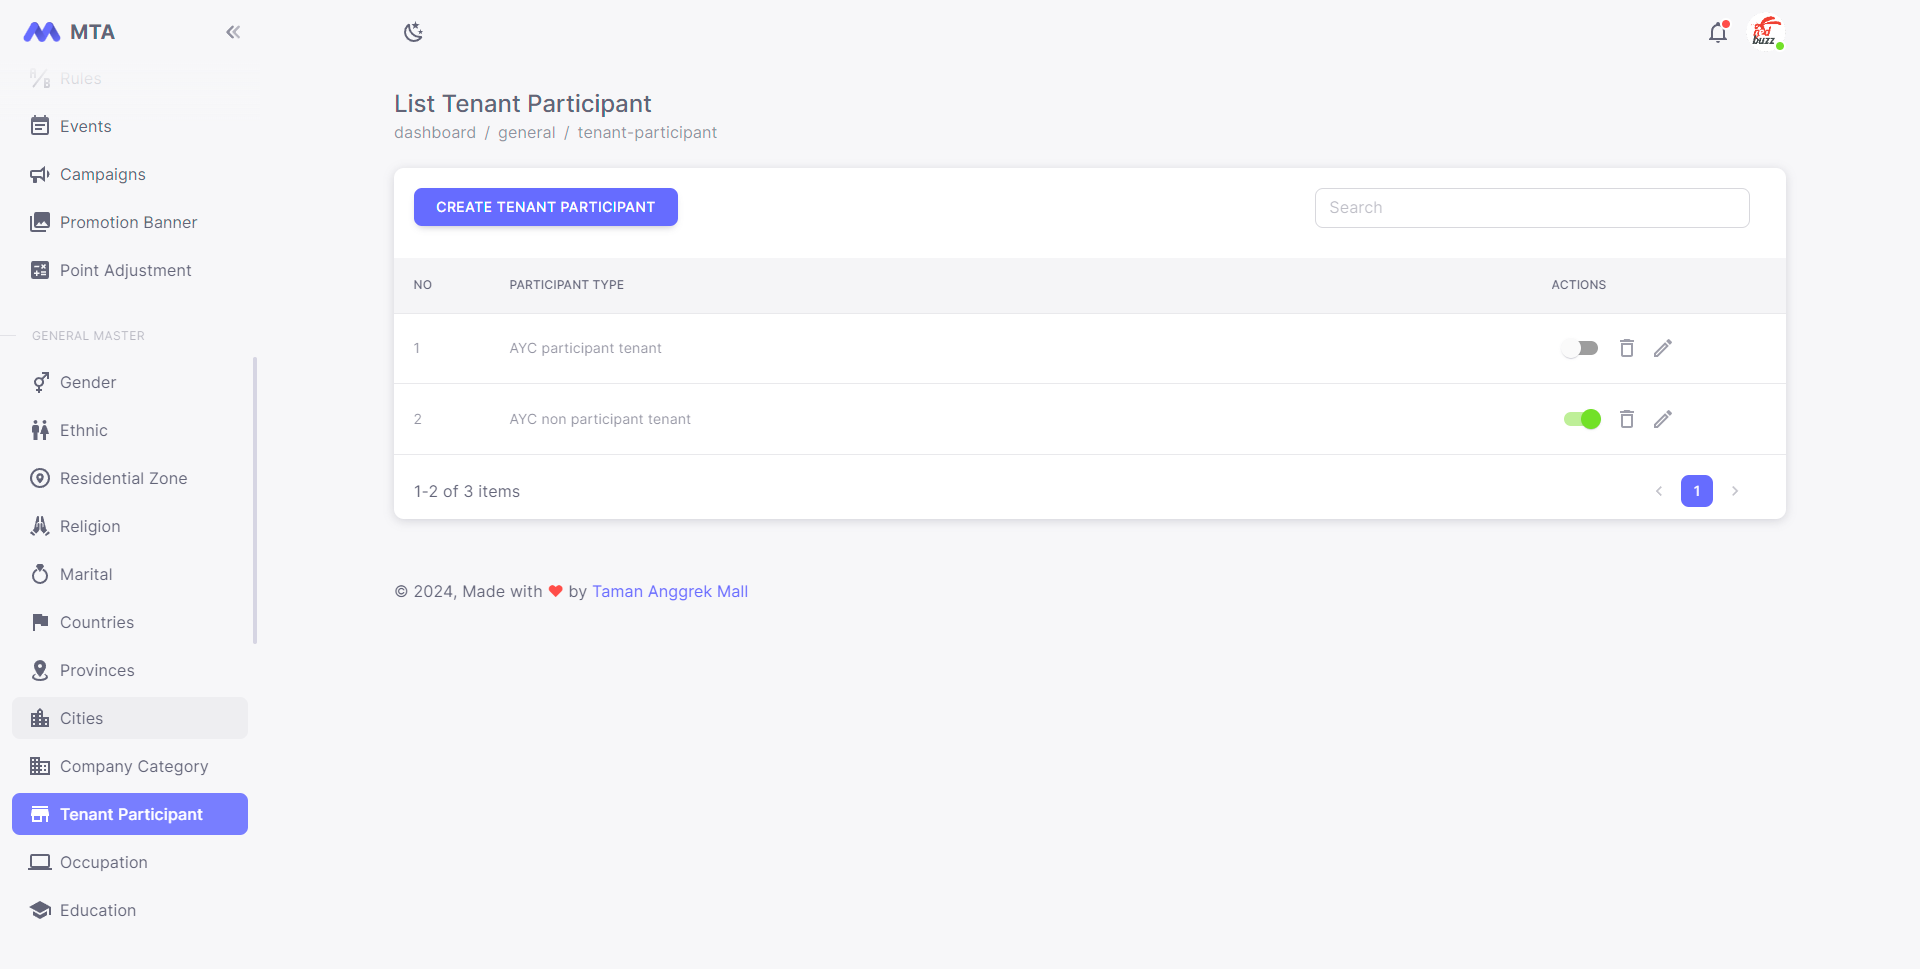 MTA
Rules
Events
Campaigns
Promotion Banner
Point Adjustment
GENERAL MASTER
Gender
Ethnic
Residential Zone
Religion
Marital
Countries
Provinces
Cities
Company Category
Tenant Participant
Occupation
Education
red
buzz
List Tenant Participant
dashboard / general / tenant-participant
CREATE TENANT PARTICIPANT
Search
NO PARTICIPANT TYPE ACTIONS
1 AYC participant tenant
2 AYC non participant tenant
1-2 of 3 items
1
© 2024, Made with ❤ by Taman Anggrek Mall